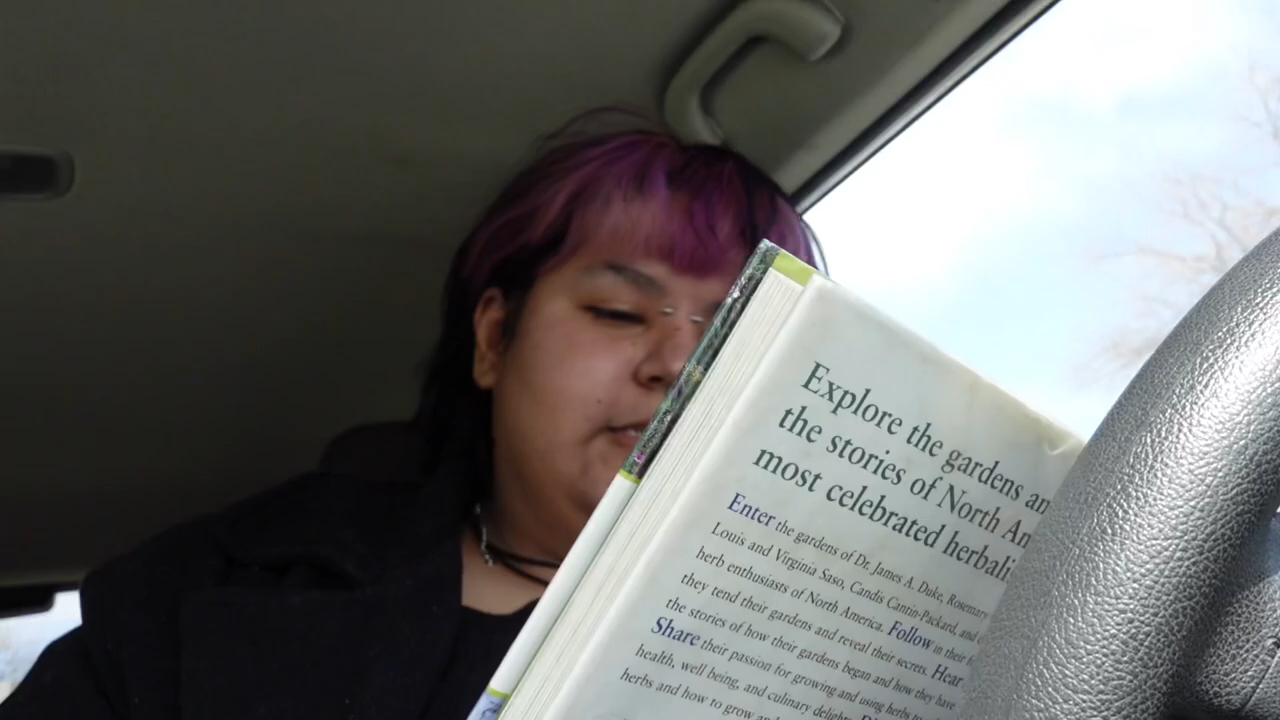 Explore the gardens an
the stories of North An
most celebrated herbali
Enter the gardens of Dr. James A. Duke, Rosemary
Louis and Virginia Saso, Candis Cantin-Packard, and
herb enthusiasts of North America. Follow in their f
they tend their gardens and reveal their secrets. Hear
the stories of how their gardens began and how they have
Share their passion for growing and using herbs to
health, well being, and culinary delights
herbs and how to grow an